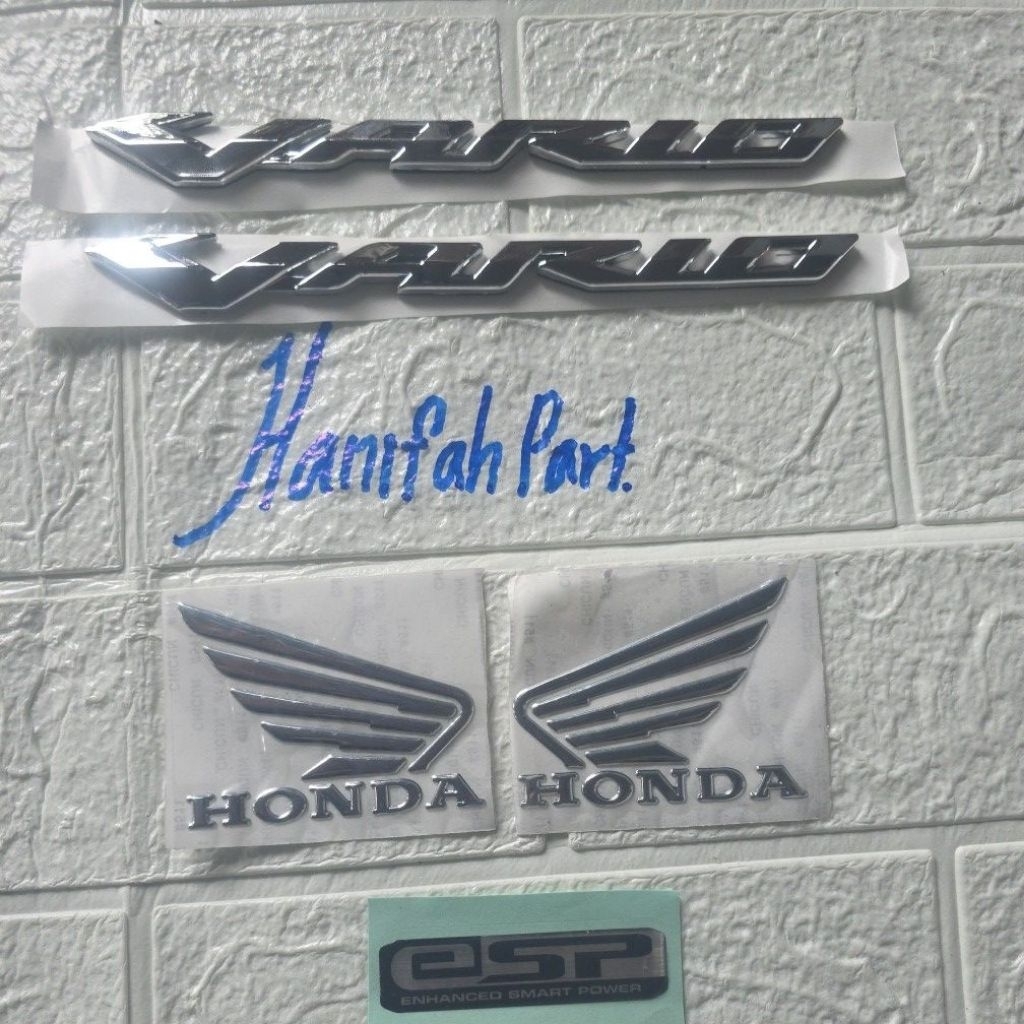 VARIO
VARIO
Hanifah Part.
HONDA
HONDA
eSP
ENHANCED SMART POWER